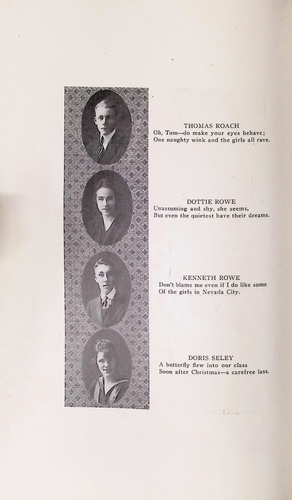 THOMAS ROACH
Oh, Tom—do make your eyes behave;
One naughty wink and the girls all rave.
DOTTIE ROWE
Unassuming and shy, she seems,
But even the quietest have their dreams.
KENNETH ROWE
Don't blame me even if I do like some
Of the girls in Nevada City.
DORIS SELEY
A butterfly flew into our class
Soon after Christmas—a carefree lass.